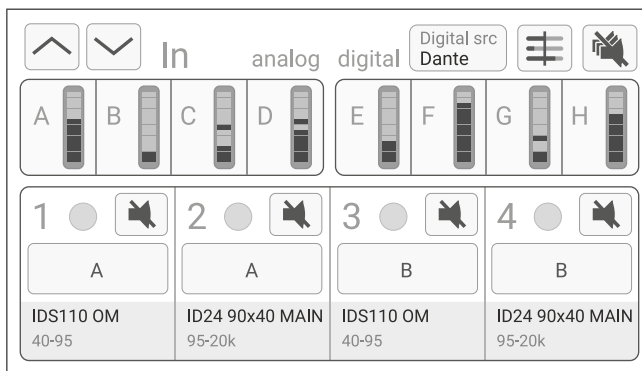 In analog digital Digital src
Dante
A B C D E F G H
1 2 3 4
A A B B
IDS110 OM ID24 90x40 MAIN IDS110 OM ID24 90x40 MAIN
40-95 95-20k 40-95 95-20k